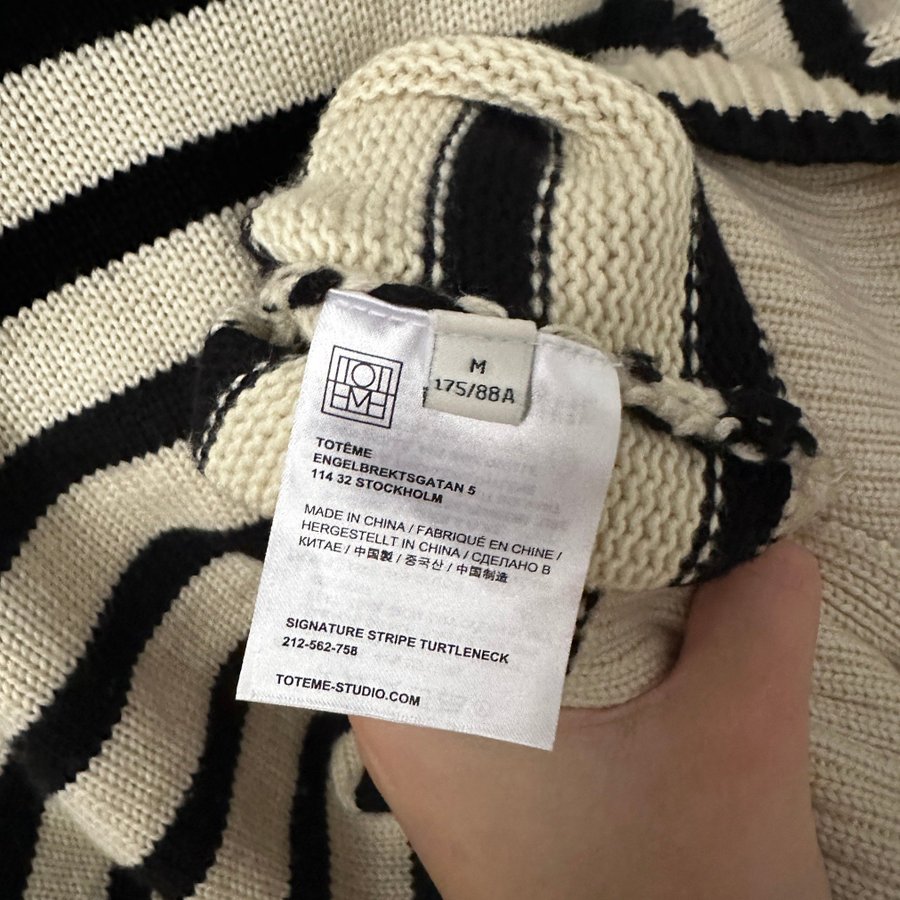 TOTEME
M
175/88A
TOTÊME
ENGELBREKTSGATAN 5
114 32 STOCKHOLM
MADE IN CHINA / FABRIQUÉ EN CHINE /
HERGESTELLT IN CHINA / СДЕЛАНО В
КИТАЕ / 中国製 / 중국산 / 中国制造
SIGNATURE STRIPE TURTLENECK
212-562-758
TOTEME-STUDIO.COM